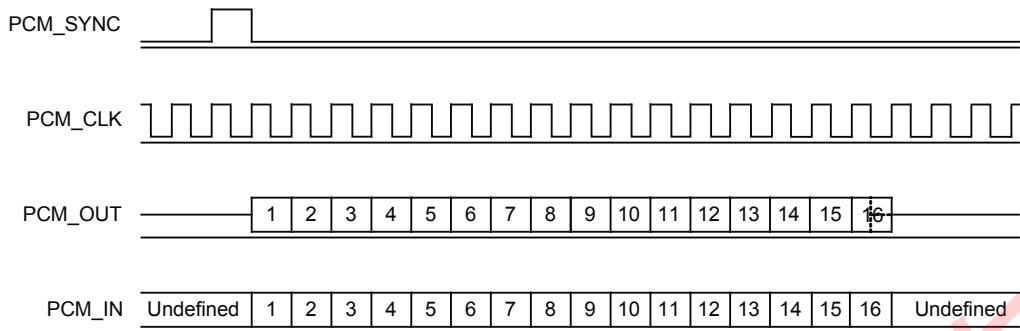 PCM_SYNC
PCM_CLK
PCM_OUT 1 2 3 4 5 6 7 8 9 10 11 12 13 14 15 16
PCM_IN Undefined 1 2 3 4 5 6 7 8 9 10 11 12 13 14 15 16 Undefined